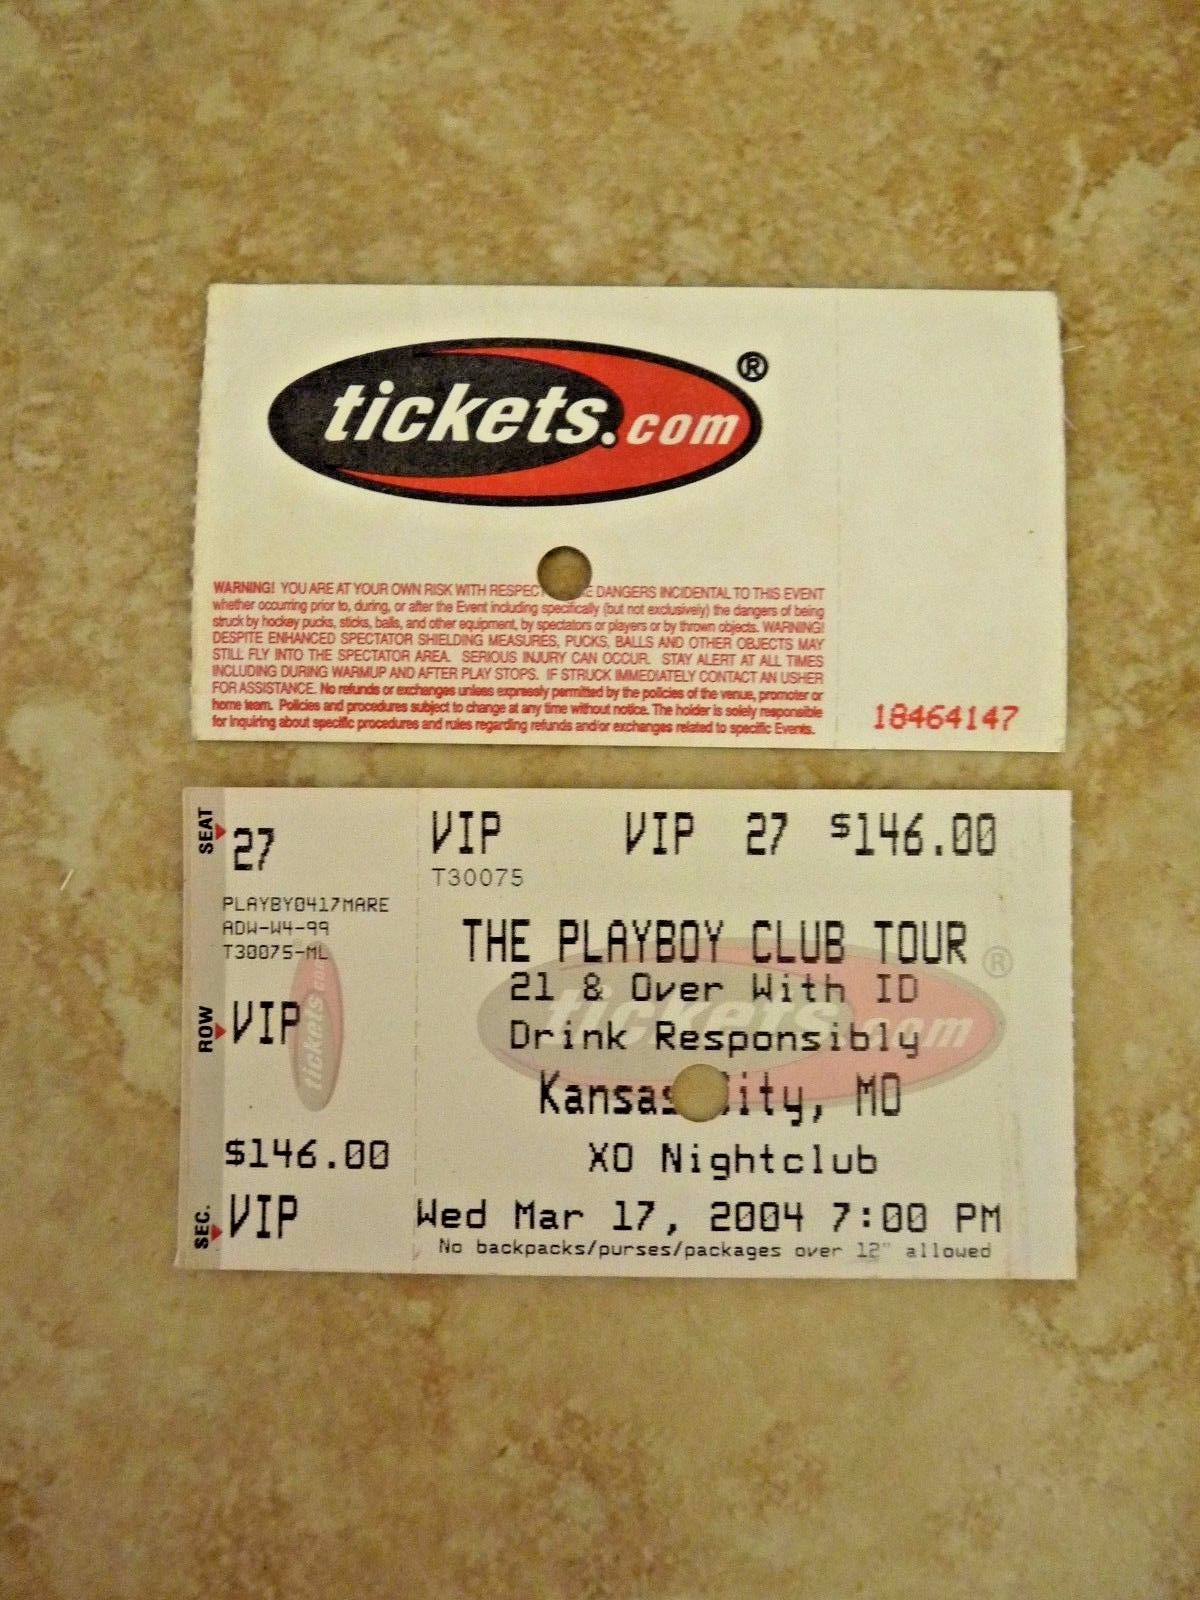 tickets.com®
WARNING! YOU ARE AT YOUR OWN RISK WITH RESPECT DANGERS INCIDENTAL TO THIS EVENT
whether occurring prior to, during, or after the Event including specifically (but not exclusively) the dangers of being
struck by hockey pucks, sticks, balls, and other equipment, by spectators or players or by thrown objects. WARNING!
DESPITE ENHANCED SPECTATOR SHIELDING MEASURES, PUCKS, BALLS AND OTHER OBJECTS MAY
STILL FLY INTO THE SPECTATOR AREA. SERIOUS INJURY CAN OCCUR. STAY ALERT AT ALL TIMES
INCLUDING DURING WARMUP AND AFTER PLAY STOPS. IF STRUCK IMMEDIATELY CONTACT AN USHER
FOR ASSISTANCE. No refunds or exchanges unless expressly permitted by the policies of the venue, promoter or
home team. Policies and procedures subject to change at any time without notice. The holder is solely responsible
for inquiring about specific procedures and rules regarding refunds and/or exchanges related to specific Events.
18464147
SEAT 27
PLAYBY0417MARE
ADW-W4-99
T30075-ML
ROW VIP
tickets.com
$146.00
SEC. VIP
VIP VIP 27 $146.00
T30075
THE PLAYBOY CLUB TOUR
21 & Over With ID
tickets.com®
Drink Responsibly
Kansas City, MO
XO Nightclub
Wed Mar 17, 2004 7:00 PM
No backpacks/purses/packages over 12" allowed